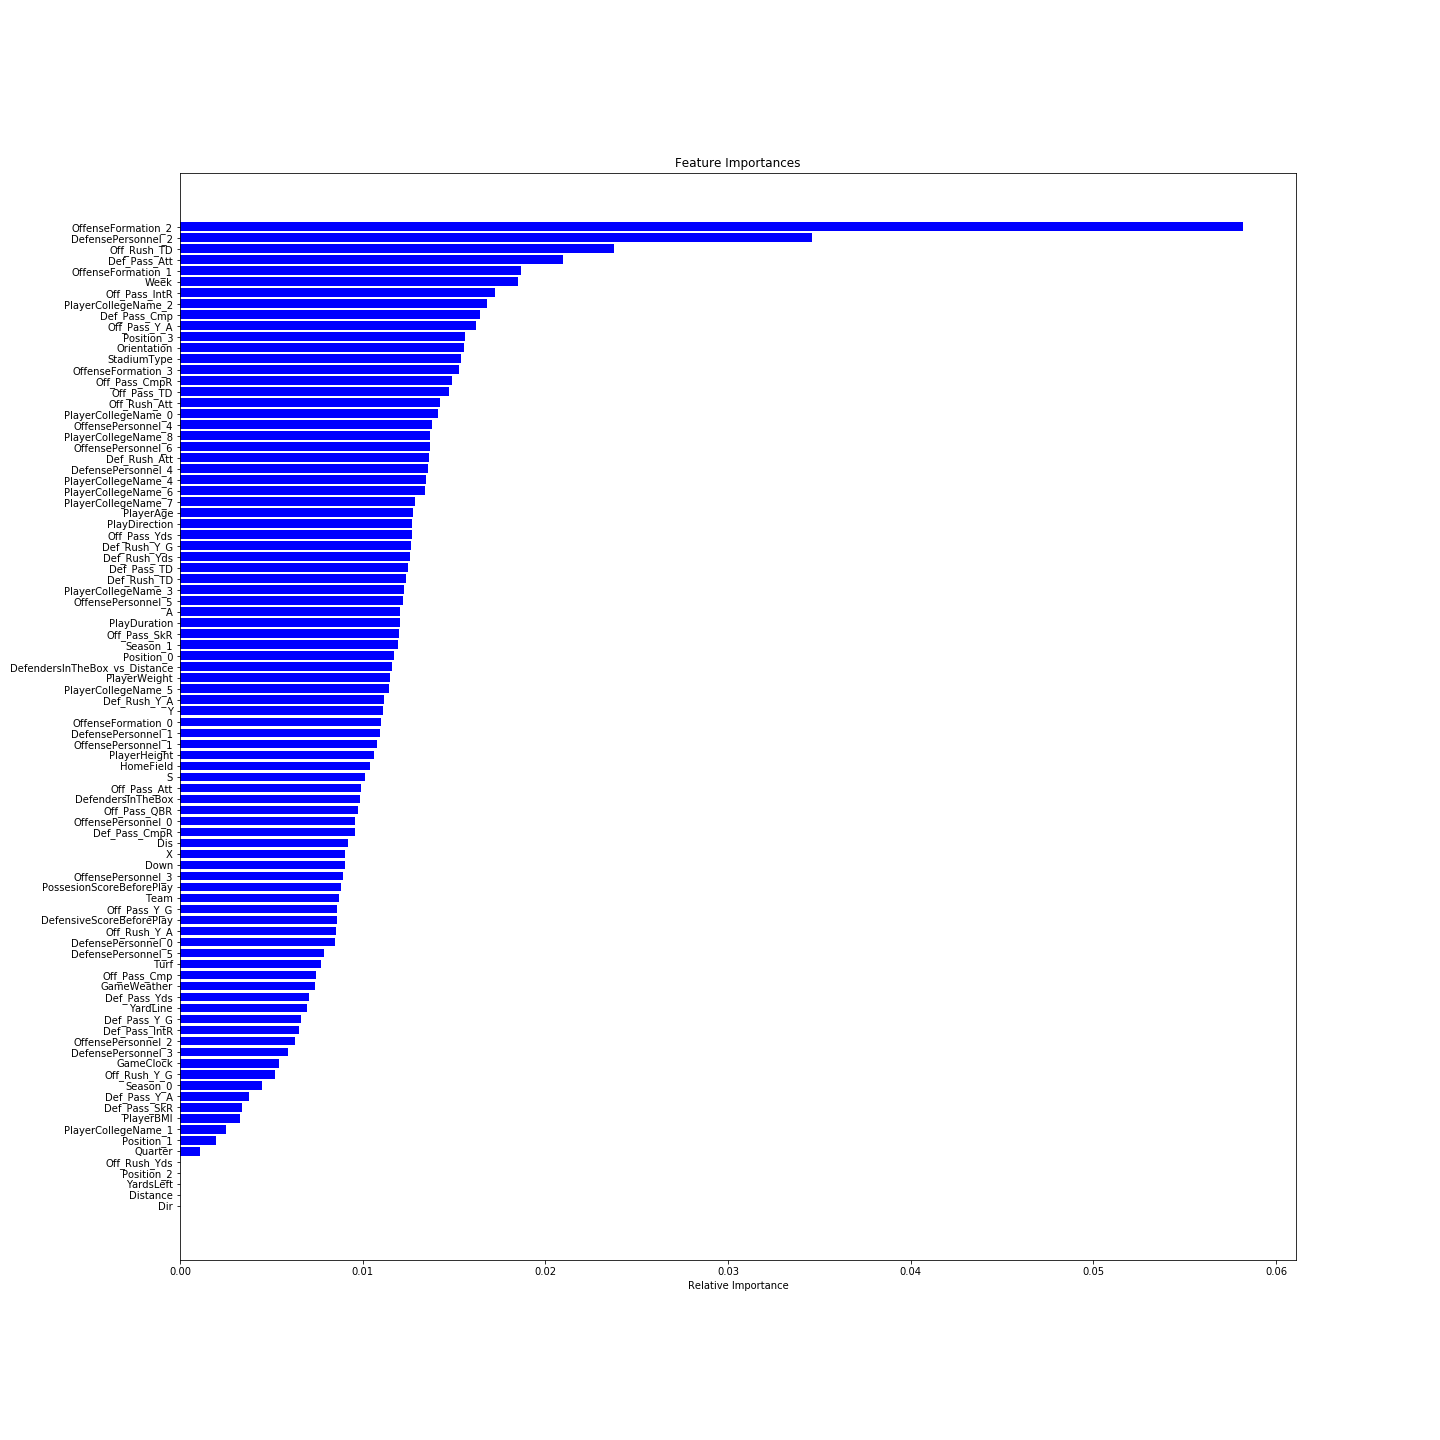 Feature Importances
OffenseFormation_2
DefensePersonnel_2
Off_Rush_TD
Def_Pass_Att
OffenseFormation_1
Week
Off_Pass_IntR
PlayerCollegeName_2
Def_Pass_Cmp
Off_Pass_Y_A
Position_3
Orientation
StadiumType
OffenseFormation_3
Off_Pass_CmpR
Off_Pass_TD
Off_Rush_Att
PlayerCollegeName_0
OffensePersonnel_4
PlayerCollegeName_8
OffensePersonnel_6
Def_Rush_Att
DefensePersonnel_4
PlayerCollegeName_4
PlayerCollegeName_6
PlayerCollegeName_7
PlayerAge
PlayDirection
Off_Pass_Yds
Def_Rush_Y_G
Def_Rush_Yds
Def_Pass_TD
Def_Rush_TD
PlayerCollegeName_3
OffensePersonnel_5
A
PlayDuration
Off_Pass_SkR
Season_1
Position_0
DefendersInTheBox_vs_Distance
PlayerWeight
PlayerCollegeName_5
Def_Rush_Y_A
Y
OffenseFormation_0
DefensePersonnel_1
OffensePersonnel_1
PlayerHeight
HomeField
S
Off_Pass_Att
DefendersInTheBox
Off_Pass_QBR
OffensePersonnel_0
Def_Pass_CmpR
Dis
X
Down
OffensePersonnel_3
PossesionScoreBeforePlay
Team
Off_Pass_Y_G
DefensiveScoreBeforePlay
Off_Rush_Y_A
DefensePersonnel_0
DefensePersonnel_5
Turf
Off_Pass_Cmp
GameWeather
Def_Pass_Yds
YardLine
Def_Pass_Y_G
Def_Pass_IntR
OffensePersonnel_2
DefensePersonnel_3
GameClock
Off_Rush_Y_G
Season_0
Def_Pass_Y_A
Def_Pass_SkR
PlayerBMI
PlayerCollegeName_1
Position_1
Quarter
Off_Rush_Yds
Position_2
YardsLeft
Distance
Dir
0.00 0.01 0.02 0.03 0.04 0.05 0.06
Relative Importance